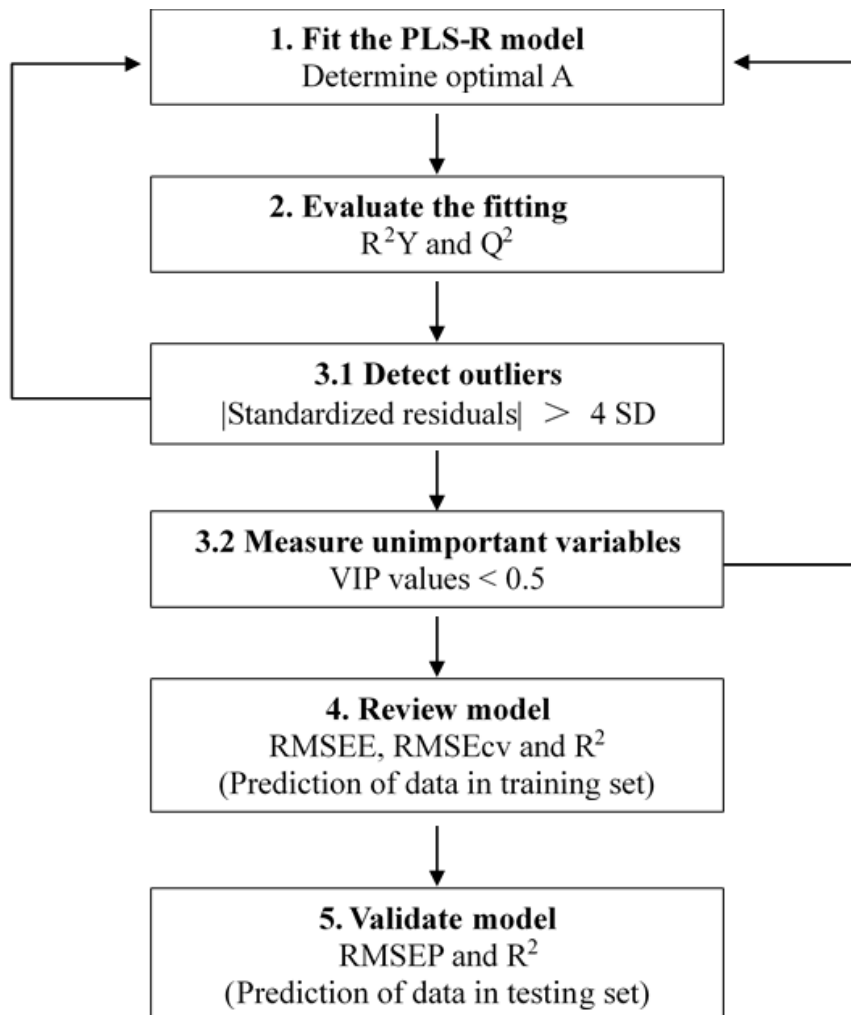 1. Fit the PLS-R model
Determine optimal A
2. Evaluate the fitting
R²Y and Q²
3.1 Detect outliers
|Standardized residuals| > 4 SD
3.2 Measure unimportant variables
VIP values < 0.5
4. Review model
RMSEE, RMSEcv and R²
(Prediction of data in training set)
5. Validate model
RMSEP and R²
(Prediction of data in testing set)